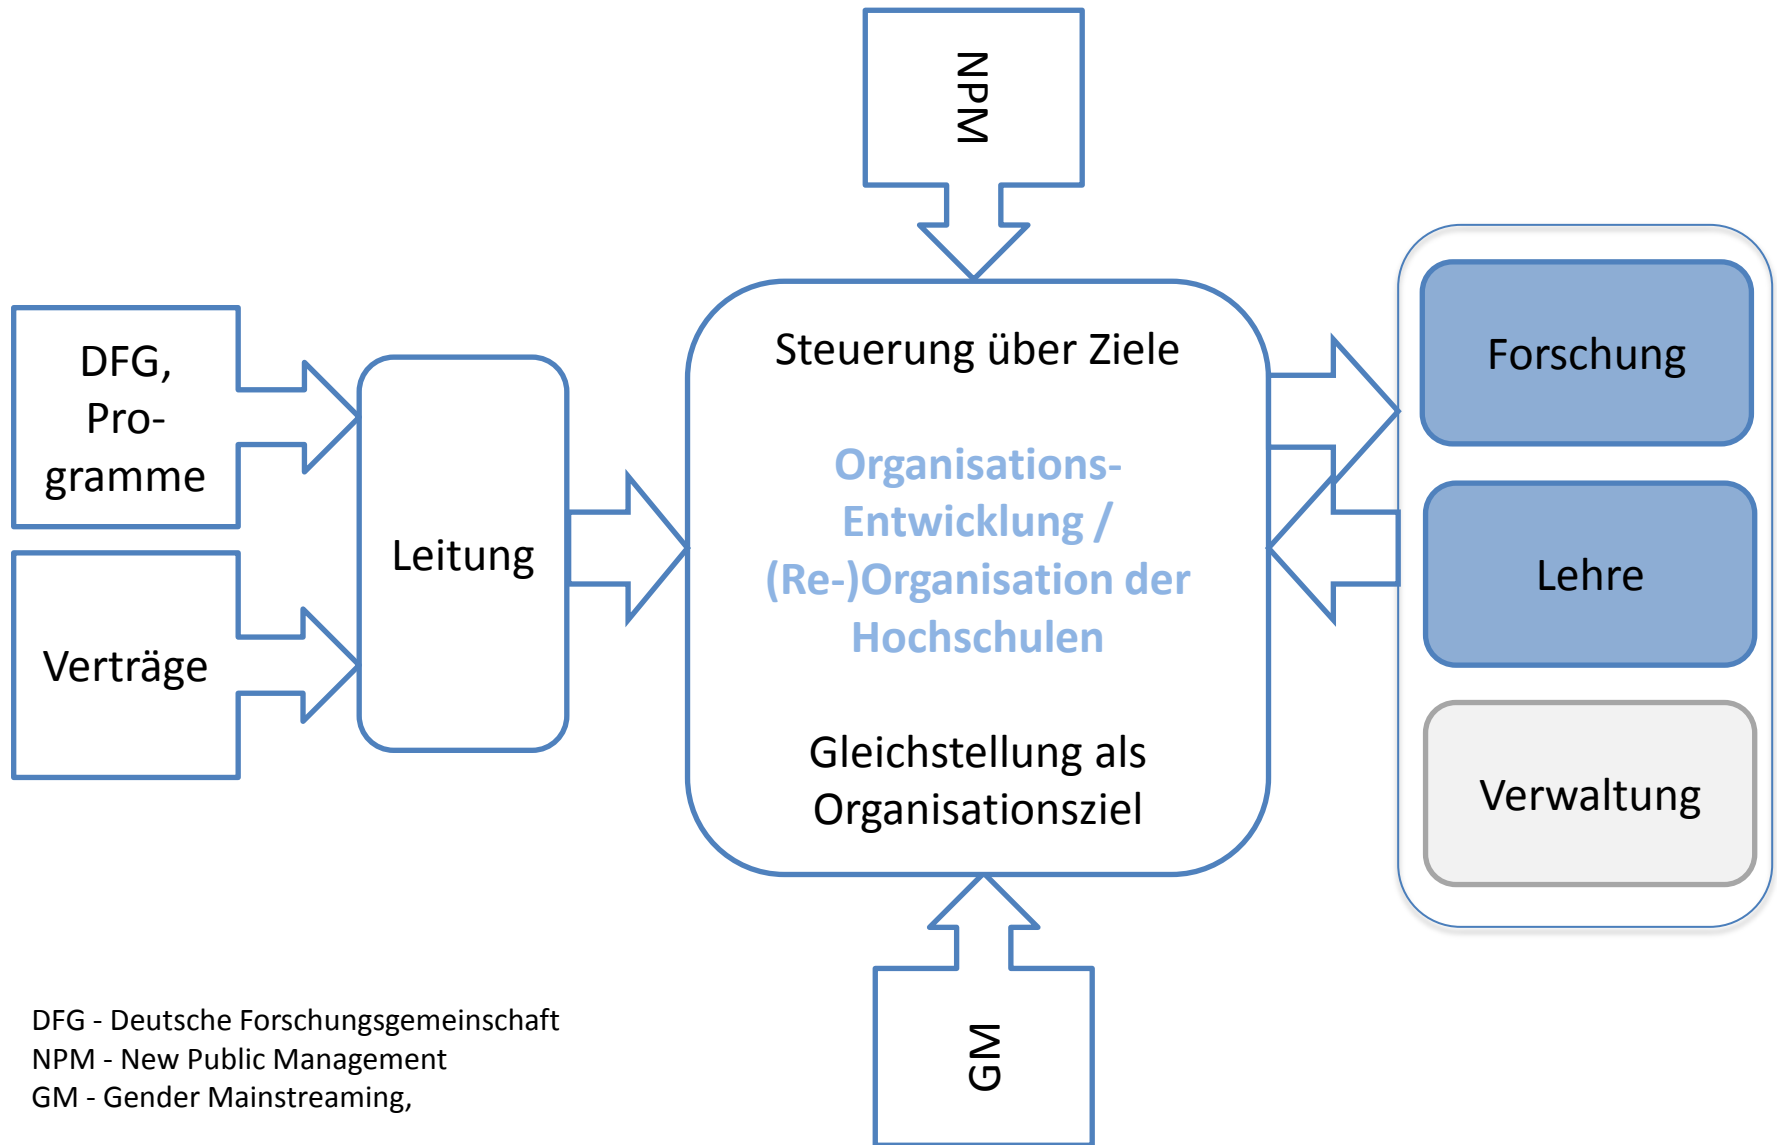 NPM
DFG,
Pro-
gramme
Verträge
Leitung
Steuerung über Ziele
Organisations-
Entwicklung /
(Re-)Organisation der
Hochschulen
Gleichstellung als
Organisationsziel
Forschung
Lehre
Verwaltung
GM
DFG - Deutsche Forschungsgemeinschaft
NPM - New Public Management
GM - Gender Mainstreaming,